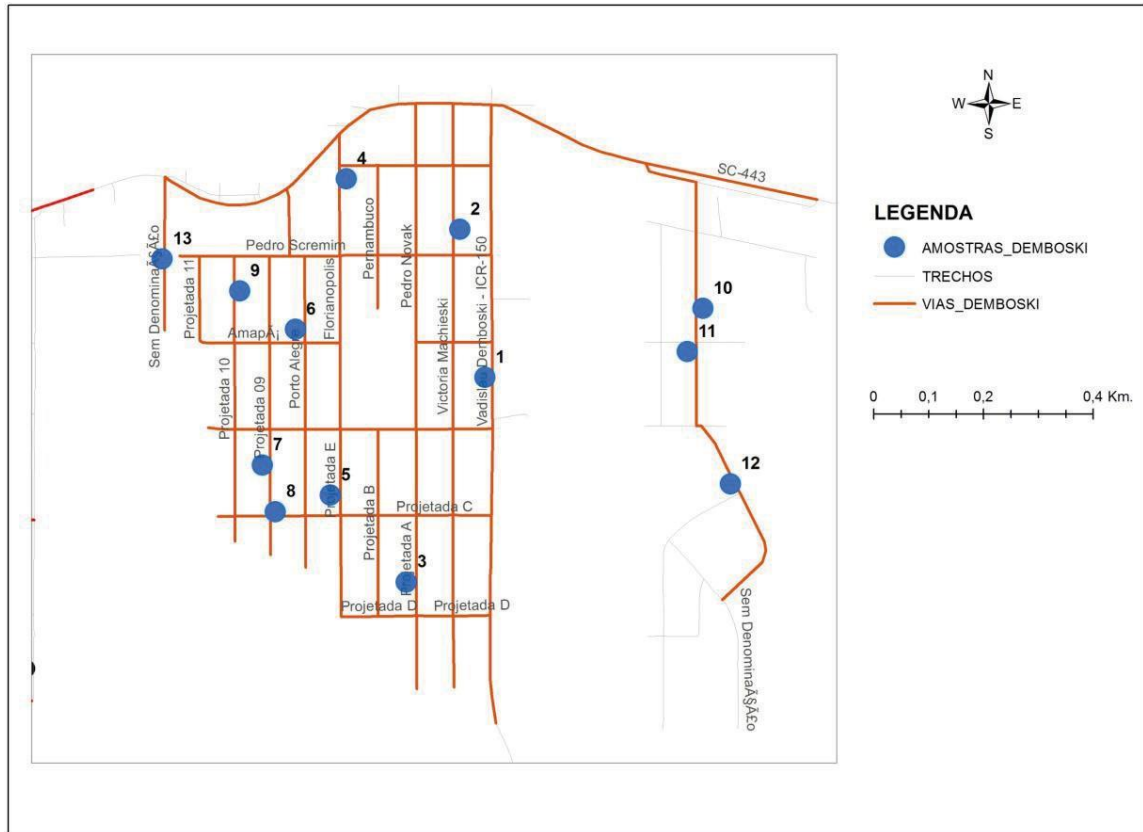 N
W E
S
SC-443
LEGENDA
AMOSTRAS_DEMBOSKI
TRECHOS
VIAS_DEMBOSKI
0 0,1 0,2 0,4 Km.
4
2
13
9
6
10
11
1
7
5
8
12
3
Pedro Scremim
Pernambuco
Pedro Novak
Florianopolis
Sem DenominaÃ§Ã£o
Projetada 11
AmapÃ¡
Porto Alegre
Victoria Machieski
Vadislau Demboski - ICR-150
Projetada 10
Projetada 09
Projetada E
Projetada B
Projetada C
Projetada A
Projetada D
Projetada D
Sem DenominaÃ§Ã£o